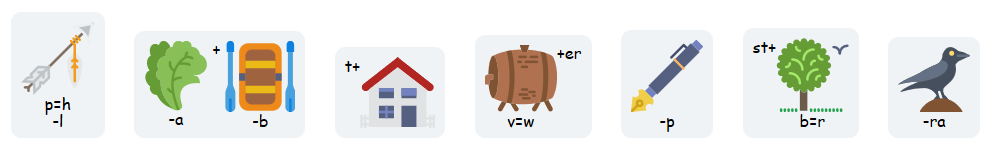 p=h
-l
+
-a -b
t+
+er
v=w
-p
st+
b=r
-ra